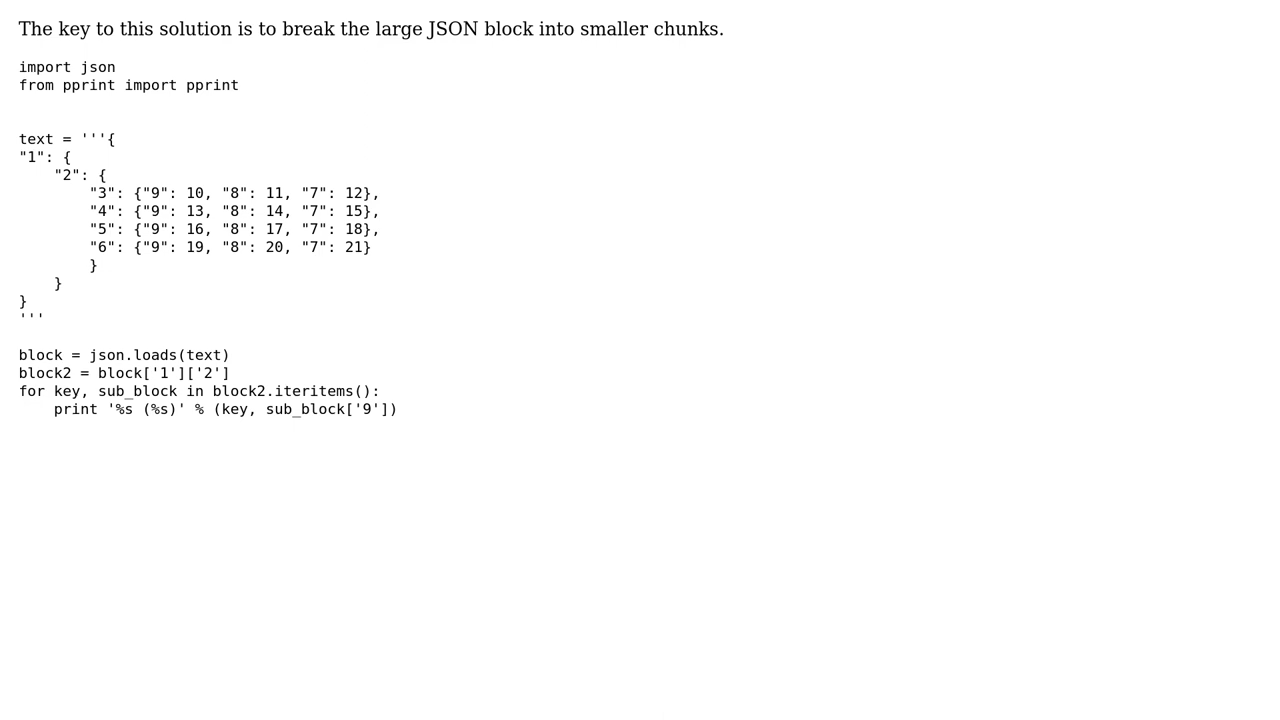 The key to this solution is to break the large JSON block into smaller chunks.
import json
from pprint import pprint
text = '''{
"1": {
    "2": {
        "3": {"9": 10, "8": 11, "7": 12},
        "4": {"9": 13, "8": 14, "7": 15},
        "5": {"9": 16, "8": 17, "7": 18},
        "6": {"9": 19, "8": 20, "7": 21}
        }
    }
}
'''
block = json.loads(text)
block2 = block['1']['2']
for key, sub_block in block2.iteritems():
    print '%s (%s)' % (key, sub_block['9'])